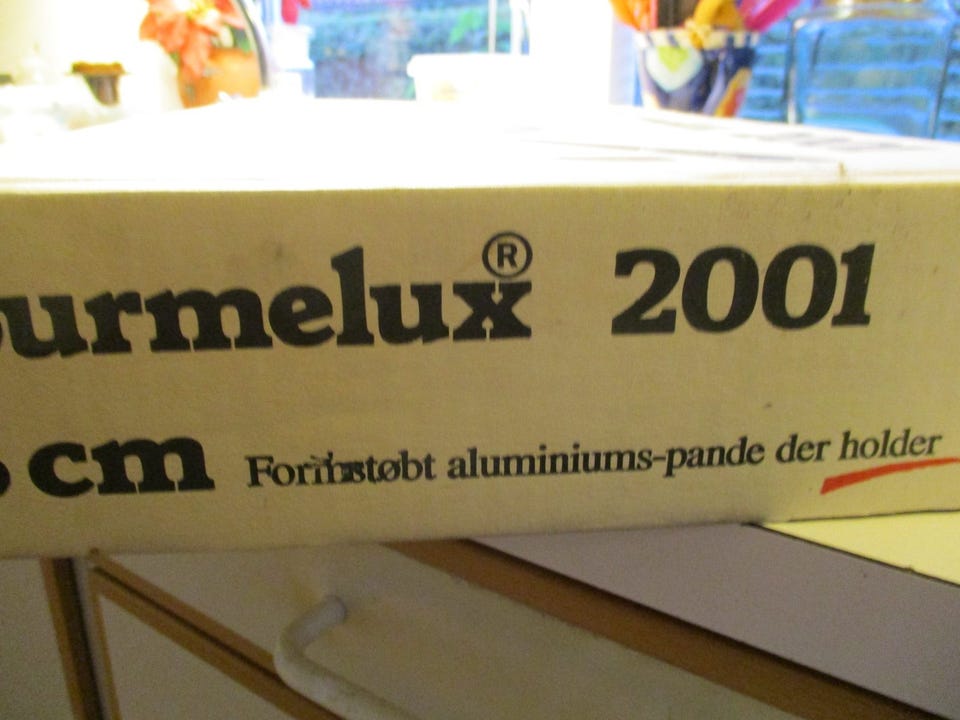 urmelux® 2001
cm Formstøbt aluminiums-pande der holder